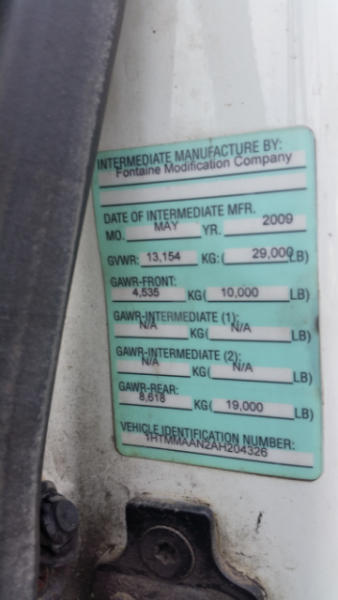 INTERMEDIATE MANUFACTURE BY:
Fontaine Modification Company
DATE OF INTERMEDIATE MFR.
MO. MAY YR. 2009
GVWR: 13,154 KG: ( 29,000 LB)
GAWR-FRONT:
4,535 KG( 10,000 LB)
GAWR-INTERMEDIATE (1):
N/A KG( N/A LB)
GAWR-INTERMEDIATE (2):
N/A KG( N/A LB)
GAWR-REAR:
8,618 KG( 19,000 LB)
VEHICLE IDENTIFICATION NUMBER:
1HTMMAAN2AH204326